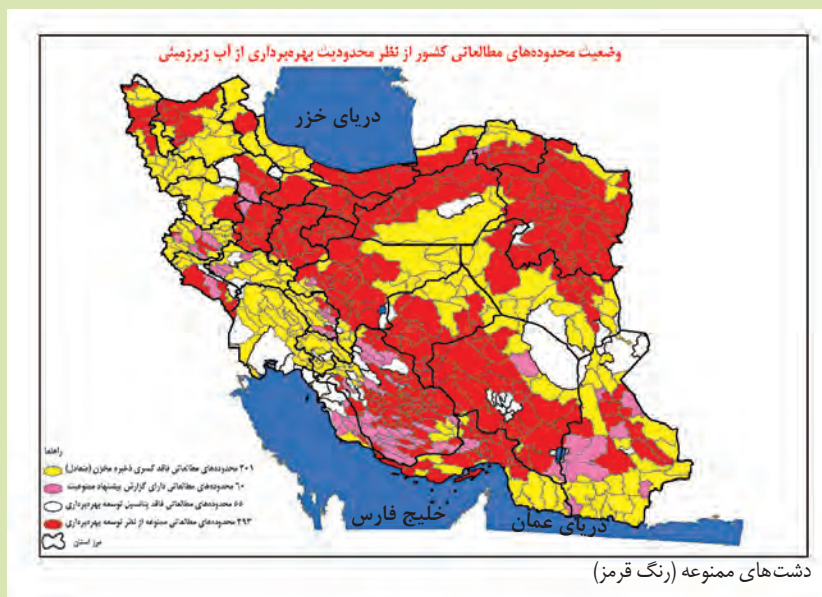 وضعیت محدوده‌های مطالعاتی کشور از نظر محدودیت بهره‌برداری از آب زیرزمینی
دریای خزر
راهنما
۲۰۱ محدوده‌های مطالعاتی فاقد کسری ذخیره مخزن (متعادل)
۶۰ محدوده‌های مطالعاتی دارای گزارش پیشنهاد ممنوعیت
۵۵ محدوده‌های مطالعاتی فاقد پتانسیل توسعه بهره‌برداری
۲۹۳ محدوده‌های مطالعاتی ممنوعه از نظر توسعه بهره‌برداری
مرز استان
خلیج فارس
دریای عمان
دشت‌های ممنوعه (رنگ قرمز)